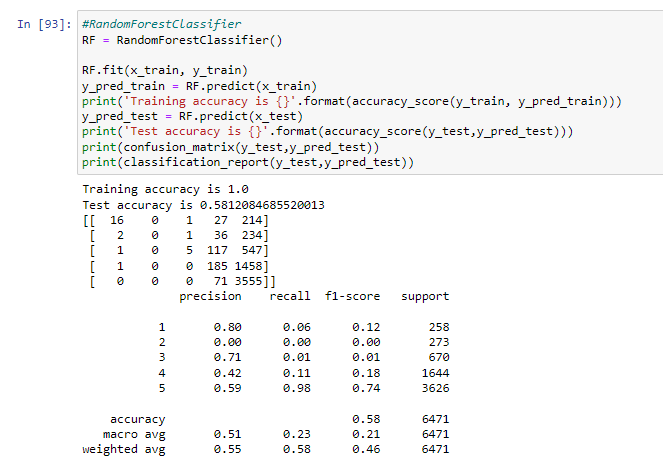 In [93]: #RandomForestClassifier
RF = RandomForestClassifier()
RF.fit(x_train, y_train)
y_pred_train = RF.predict(x_train)
print('Training accuracy is {}'.format(accuracy_score(y_train, y_pred_train)))
y_pred_test = RF.predict(x_test)
print('Test accuracy is {}'.format(accuracy_score(y_test,y_pred_test)))
print(confusion_matrix(y_test,y_pred_test))
print(classification_report(y_test,y_pred_test))
Training accuracy is 1.0
Test accuracy is 0.5812084685520013
[[  16    0    1   27  214]
 [   2    0    1   36  234]
 [   1    0    5  117  547]
 [   1    0    0  185 1458]
 [   0    0    0   71 3555]]
              precision    recall  f1-score   support
           1       0.80      0.06      0.12       258
           2       0.00      0.00      0.00       273
           3       0.71      0.01      0.01       670
           4       0.42      0.11      0.18      1644
           5       0.59      0.98      0.74      3626
    accuracy                           0.58      6471
   macro avg       0.51      0.23      0.21      6471
weighted avg       0.55      0.58      0.46      6471